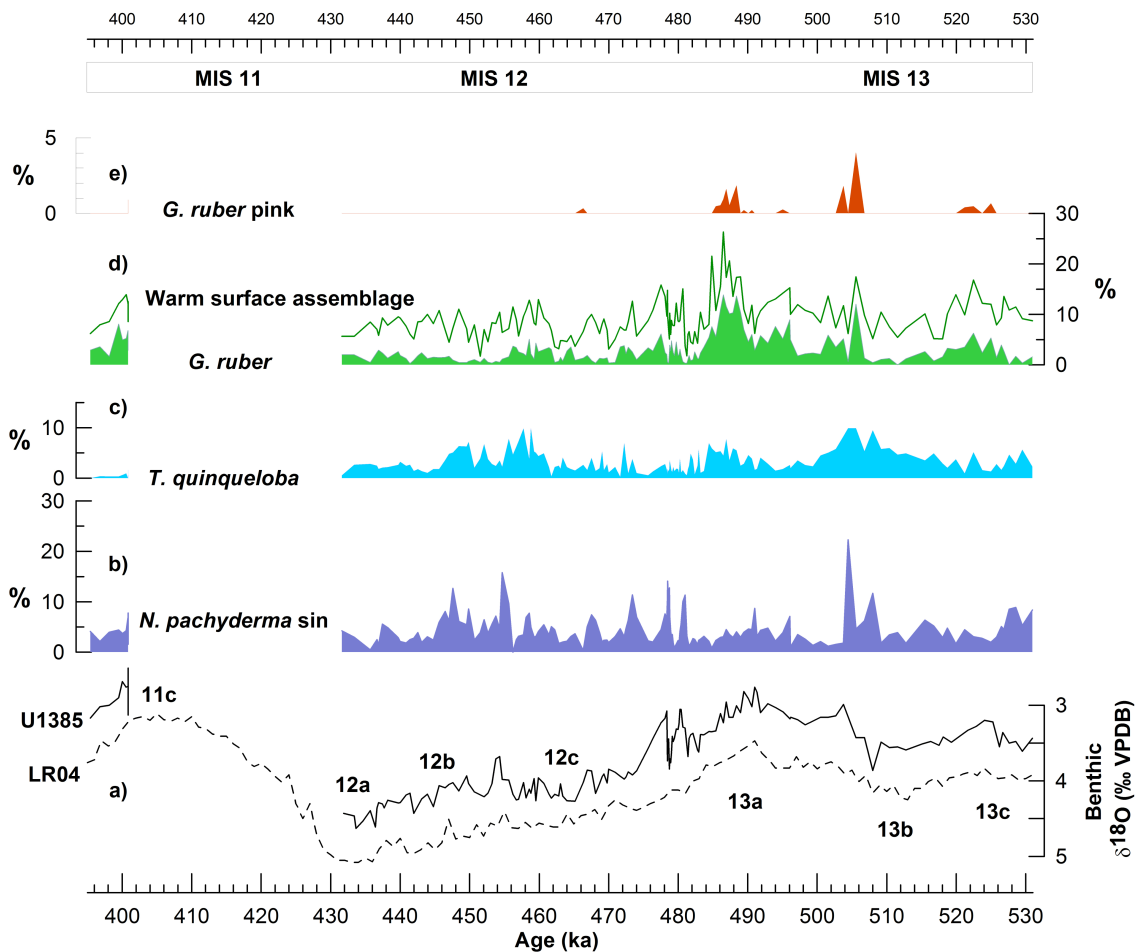 400 410 420 430 440 450 460 470 480 490 500 510 520 530
MIS 11 MIS 12 MIS 13
5
% e)
0 G. ruber pink 30
d) 20
Warm surface assemblage %
10
G. ruber 0
c)
% 10
0 T. quinqueloba
30
b)
20
%
10 N. pachyderma sin
0
11c 3
U1385
LR04 12a 12b 12c 4
a) 13a 13b 13c
5
Benthic
δ18O (‰ VPDB)
400 410 420 430 440 450 460 470 480 490 500 510 520 530
Age (ka)